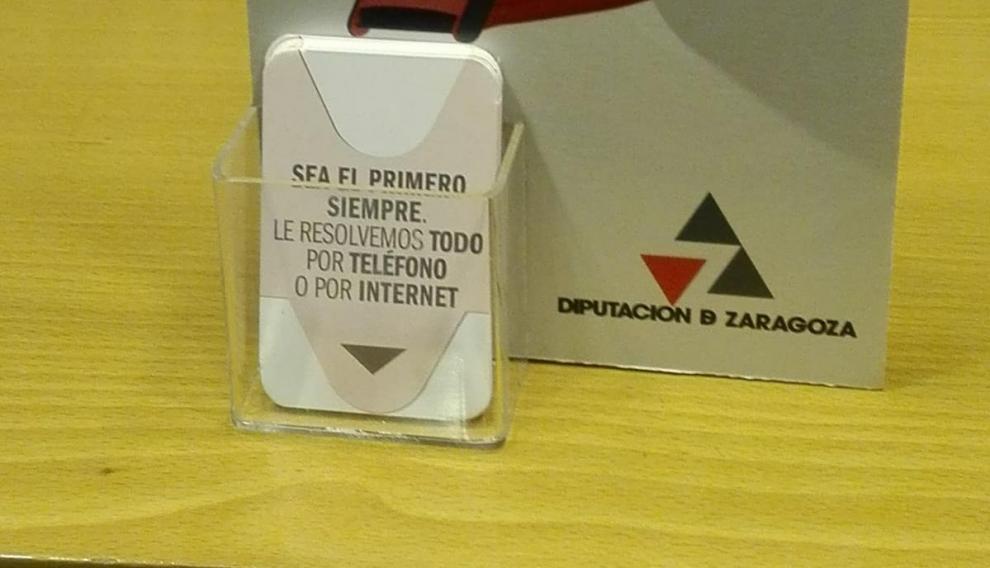 SEA EL PRIMERO
SIEMPRE.
LE RESOLVEMOS TODO
POR TELÉFONO
O POR INTERNET
DIPUTACION D ZARAGOZA